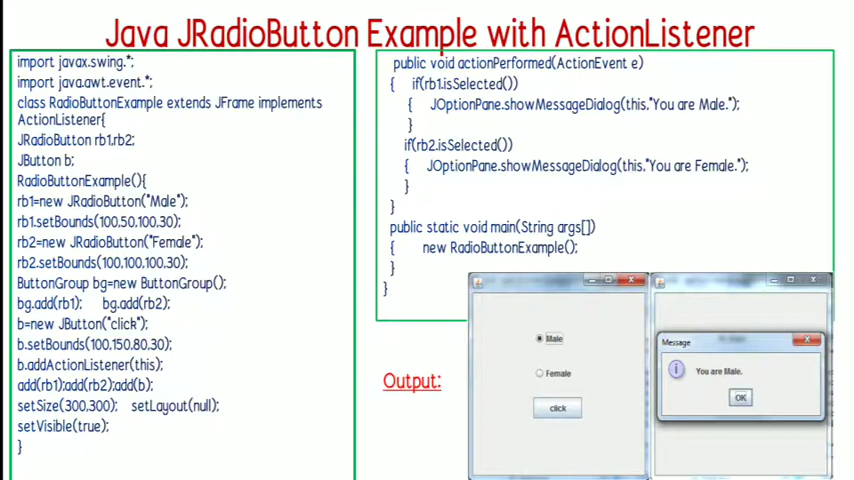 Java JRadioButton Example with ActionListener
import javax.swing.*;
import java.awt.event.*;
class RadioButtonExample extends JFrame implements
ActionListener{
JRadioButton rb1,rb2;
JButton b;
RadioButtonExample(){
rb1=new JRadioButton("Male");
rb1.setBounds(100,50,100,30);
rb2=new JRadioButton("Female");
rb2.setBounds(100,100,100,30);
ButtonGroup bg=new ButtonGroup();
bg.add(rb1); bg.add(rb2);
b=new JButton("click");
b.setBounds(100,150,80,30);
b.addActionListener(this);
add(rb1);add(rb2);add(b);
setSize(300,300); setLayout(null);
setVisible(true);
}
public void actionPerformed(ActionEvent e)
{ if(rb1.isSelected())
{ JOptionPane.showMessageDialog(this,"You are Male.");
}
if(rb2.isSelected())
{ JOptionPane.showMessageDialog(this,"You are Female.");
}
}
public static void main(String args[])
{ new RadioButtonExample();
}
}
Output:
Male
Female
click
Message
You are Male.
OK